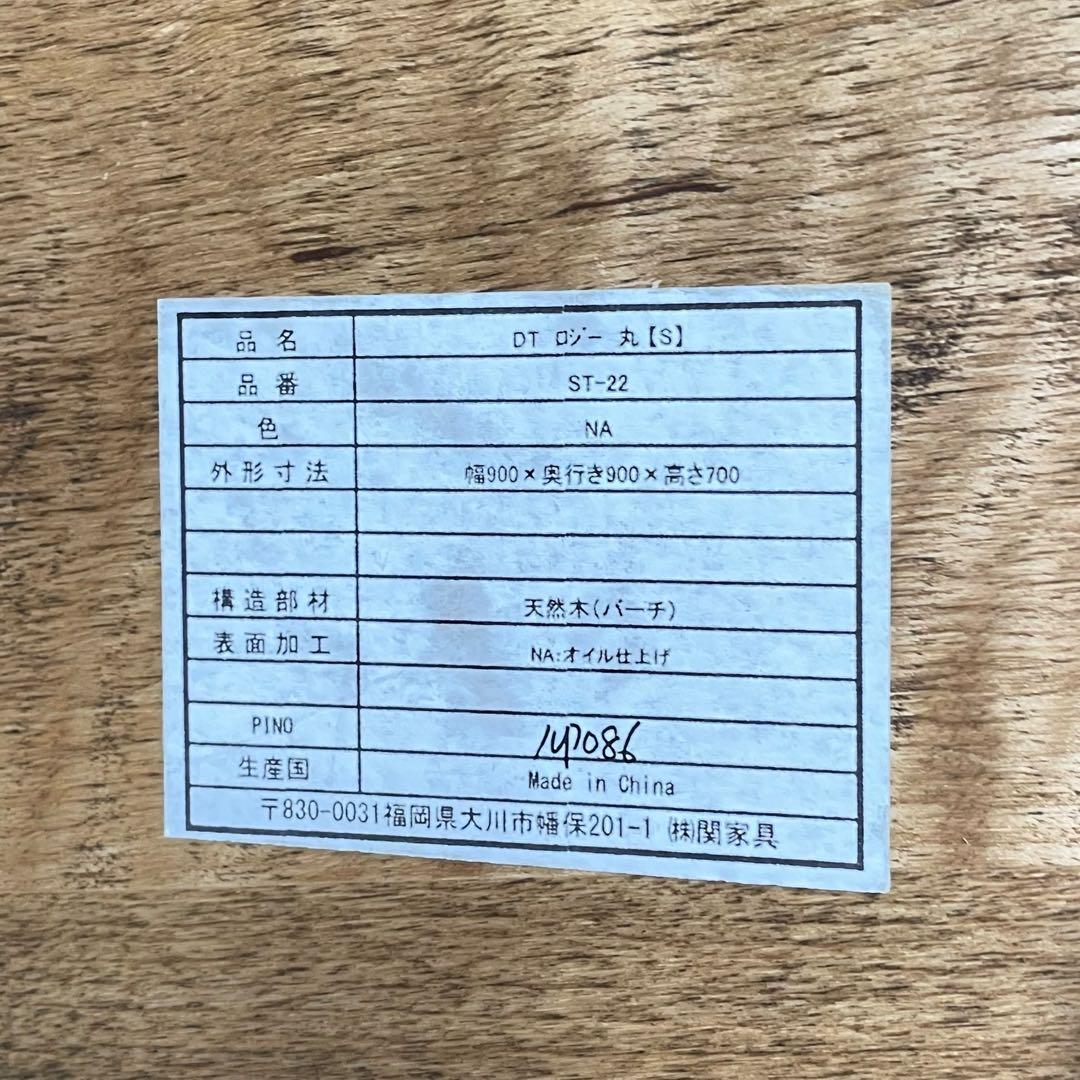 品名 DT ロジー 丸【S】
品番 ST-22
色 NA
外形寸法 幅900×奥行き900×高さ700
構造部材 天然木(バーチ)
表面加工 NA:オイル仕上げ
PINO
生産国 Made in China
〒830-0031福岡県大川市幡保201-1 ㈱関家具